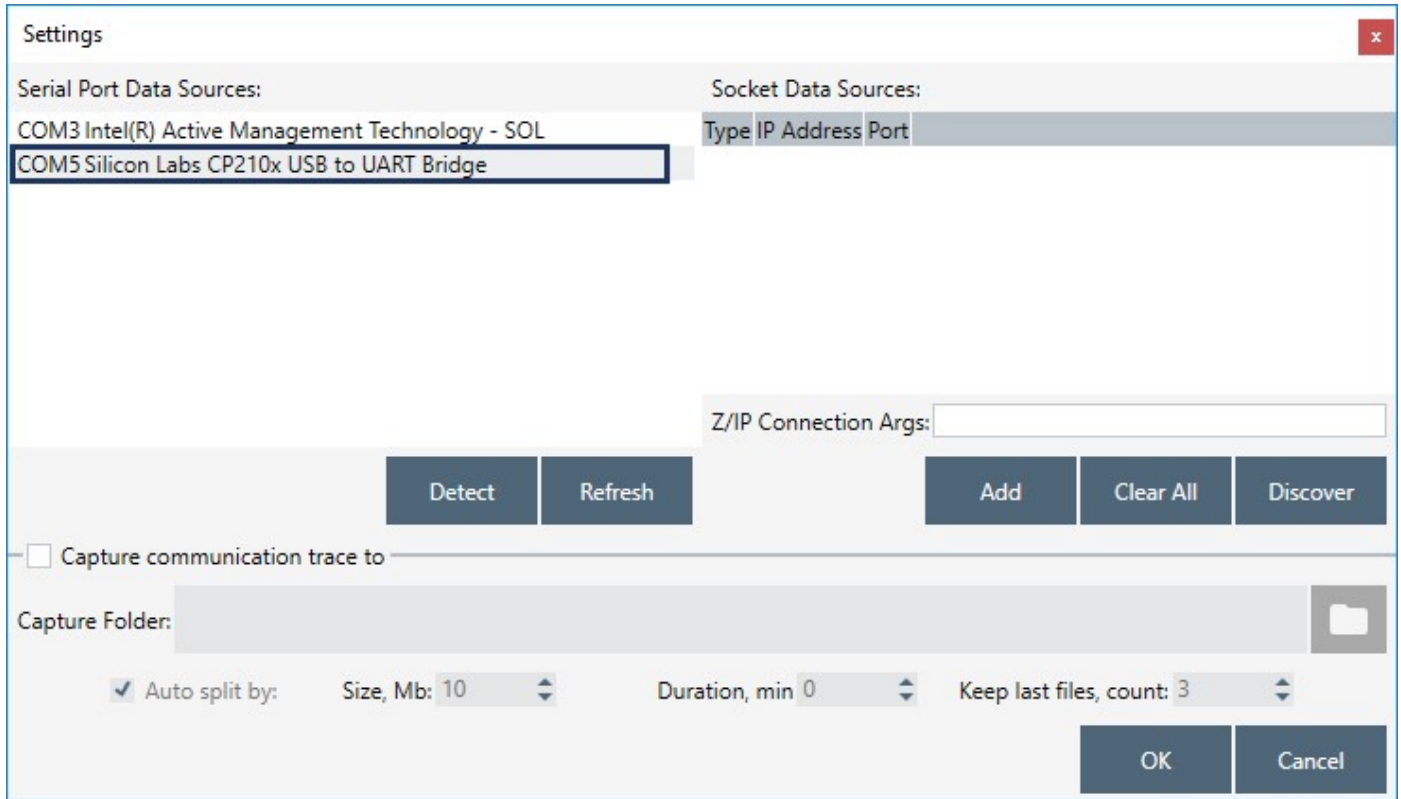 Settings
x
Serial Port Data Sources:
COM3 Intel(R) Active Management Technology - SOL
COM5 Silicon Labs CP210x USB to UART Bridge
Detect Refresh
Socket Data Sources:
Type IP Address Port
Z/IP Connection Args:
Add Clear All Discover
Capture communication trace to
Capture Folder:
Auto split by: Size, Mb: 10 Duration, min 0 Keep last files, count: 3
OK Cancel